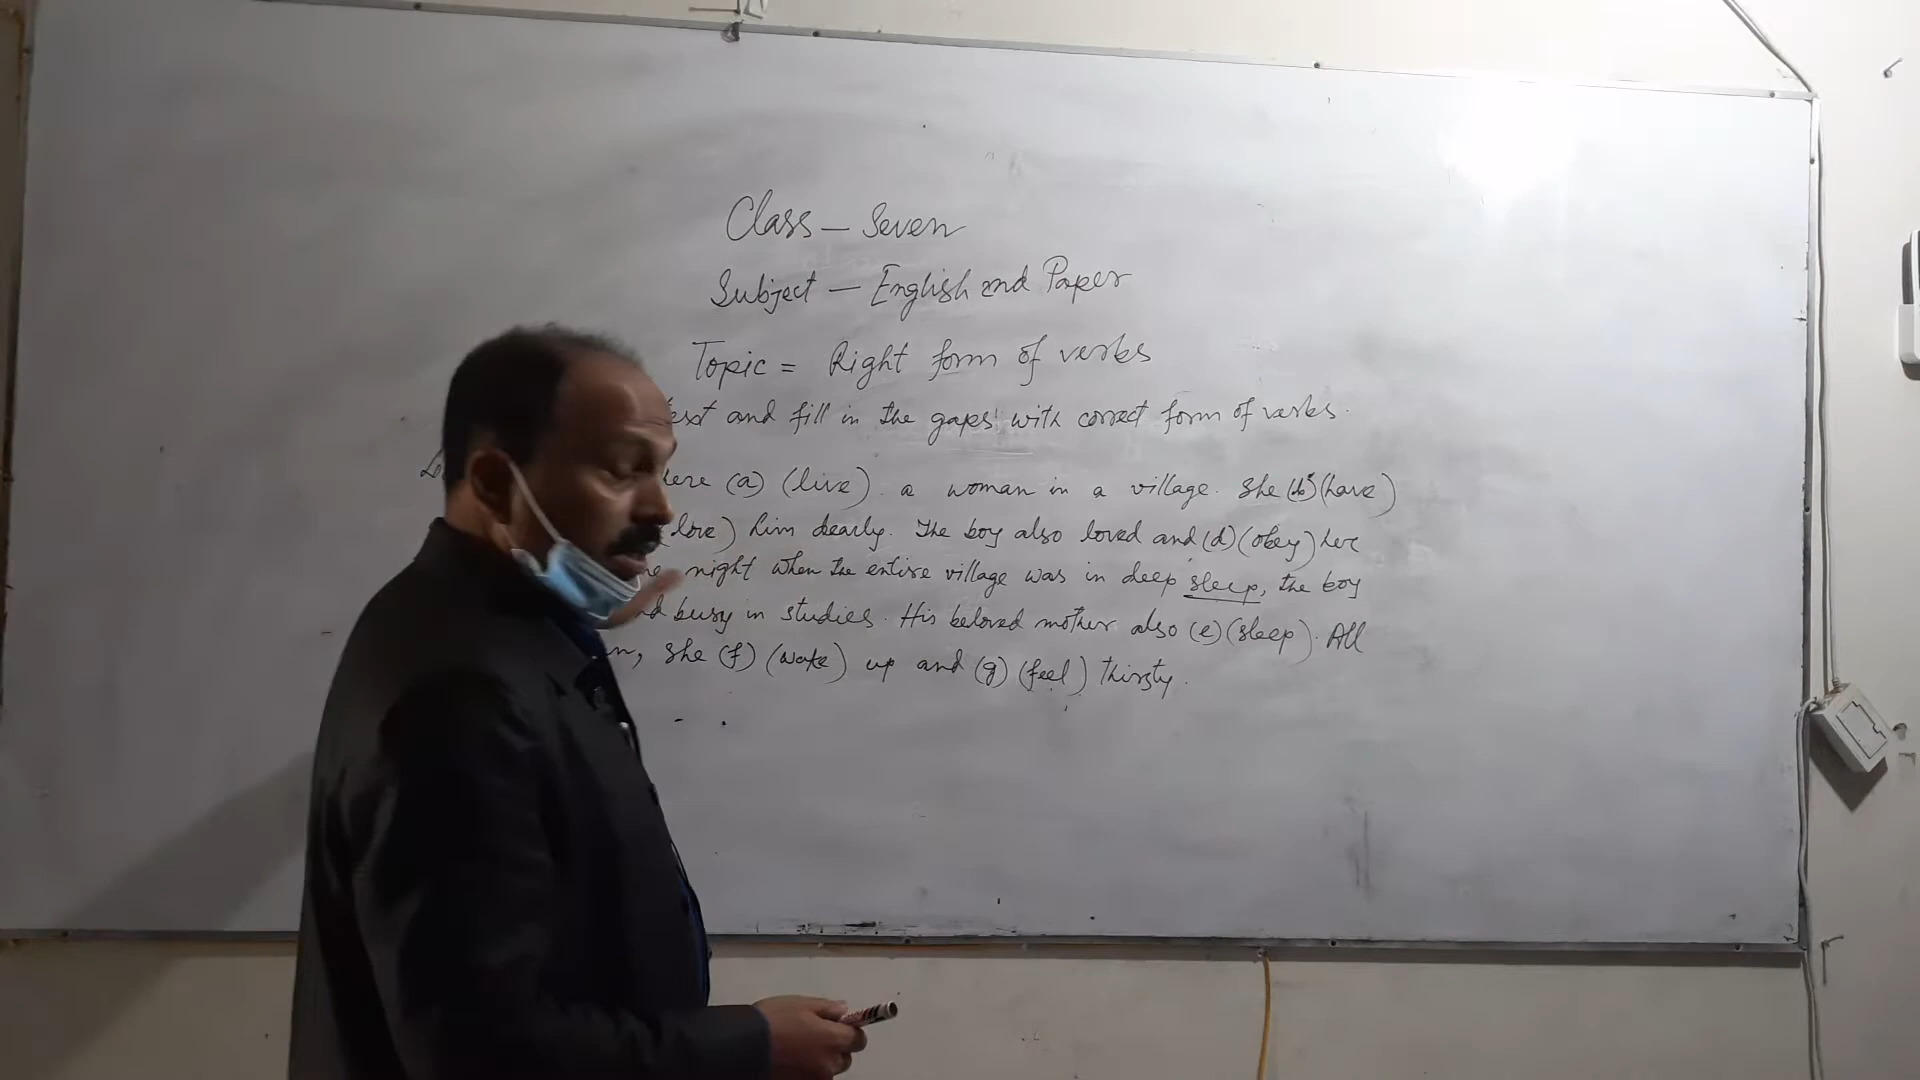 Class – Seven
Subject – English 2nd Paper
Topic = Right form of verbs
text and fill in the gaps with correct form of verbs.
here (a) (live) a woman in a village. She (b) (have)
(love) him dearly. The boy also loved and (d) (obey) her
night when the entire village was in deep sleep, the boy
busy in studies. His beloved mother also (e) (sleep). All
she (f) (wake) up and (g) (feel) thirsty.